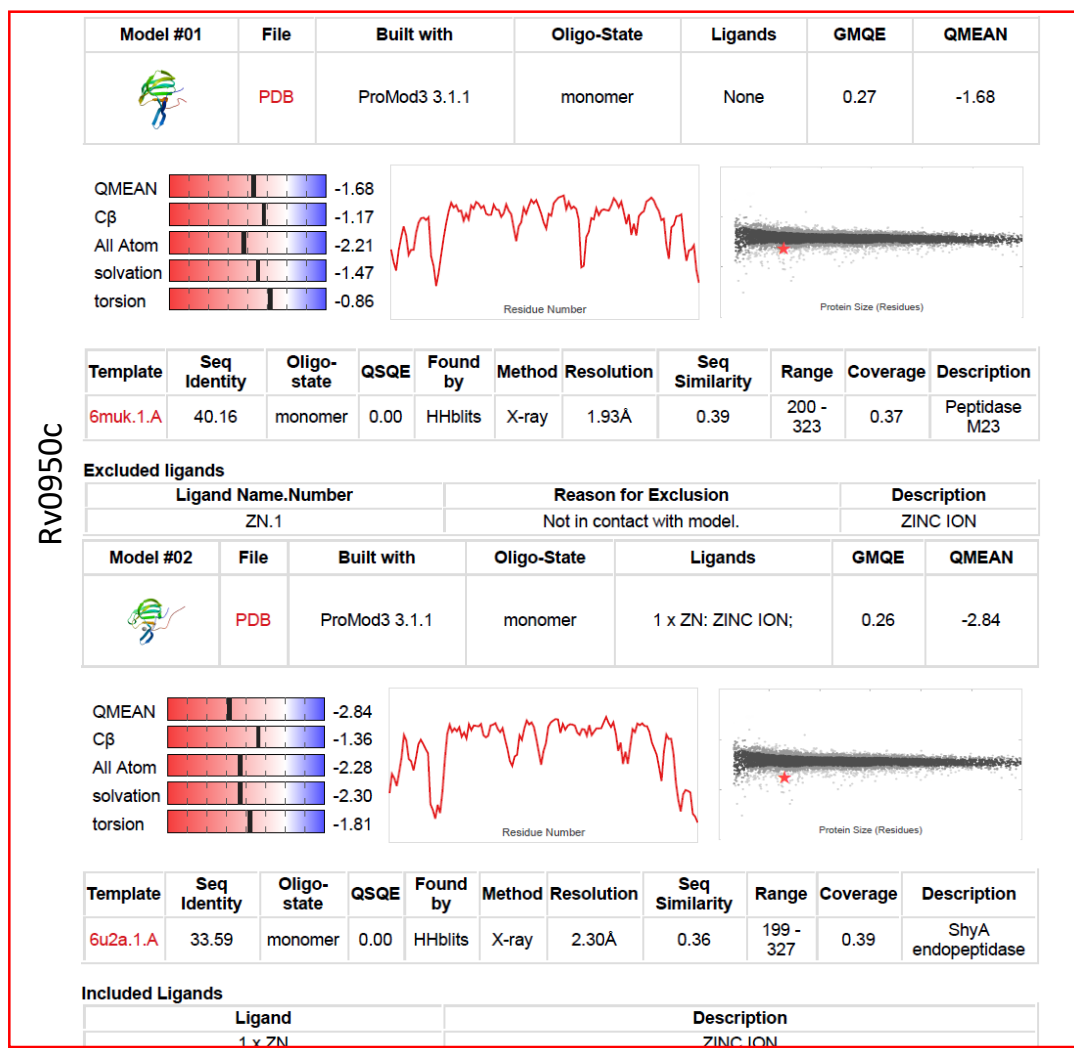 Rv0950c
Model #01 File Built with Oligo-State Ligands GMQE QMEAN
PDB ProMod3 3.1.1 monomer None 0.27 -1.68
QMEAN -1.68
Cβ -1.17
All Atom -2.21
solvation -1.47
torsion -0.86
Residue Number
Protein Size (Residues)
Template Seq Identity Oligo-state QSQE Found by Method Resolution Seq Similarity Range Coverage Description
6muk.1.A 40.16 monomer 0.00 HHblits X-ray 1.93Å 0.39 200 - 323 0.37 Peptidase M23
Excluded ligands
Ligand Name.Number Reason for Exclusion Description
ZN.1 Not in contact with model. ZINC ION
Model #02 File Built with Oligo-State Ligands GMQE QMEAN
PDB ProMod3 3.1.1 monomer 1 x ZN: ZINC ION; 0.26 -2.84
QMEAN -2.84
Cβ -1.36
All Atom -2.28
solvation -2.30
torsion -1.81
Residue Number
Protein Size (Residues)
Template Seq Identity Oligo-state QSQE Found by Method Resolution Seq Similarity Range Coverage Description
6u2a.1.A 33.59 monomer 0.00 HHblits X-ray 2.30Å 0.36 199 - 327 0.39 ShyA endopeptidase
Included Ligands
Ligand Description
1 x ZN ZINC ION